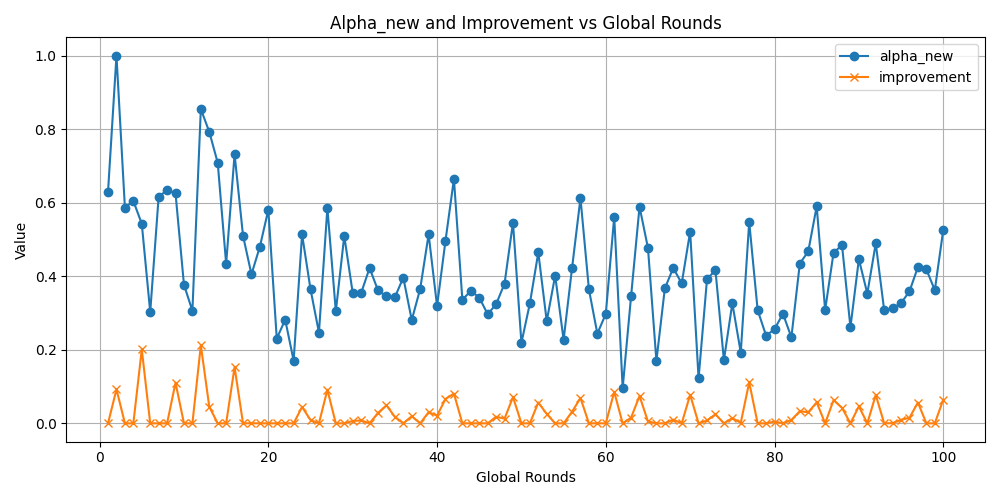 Alpha_new and Improvement vs Global Rounds
alpha_new
improvement
Value
1.0
0.8
0.6
0.4
0.2
0.0
0
20
40
60
80
100
Global Rounds